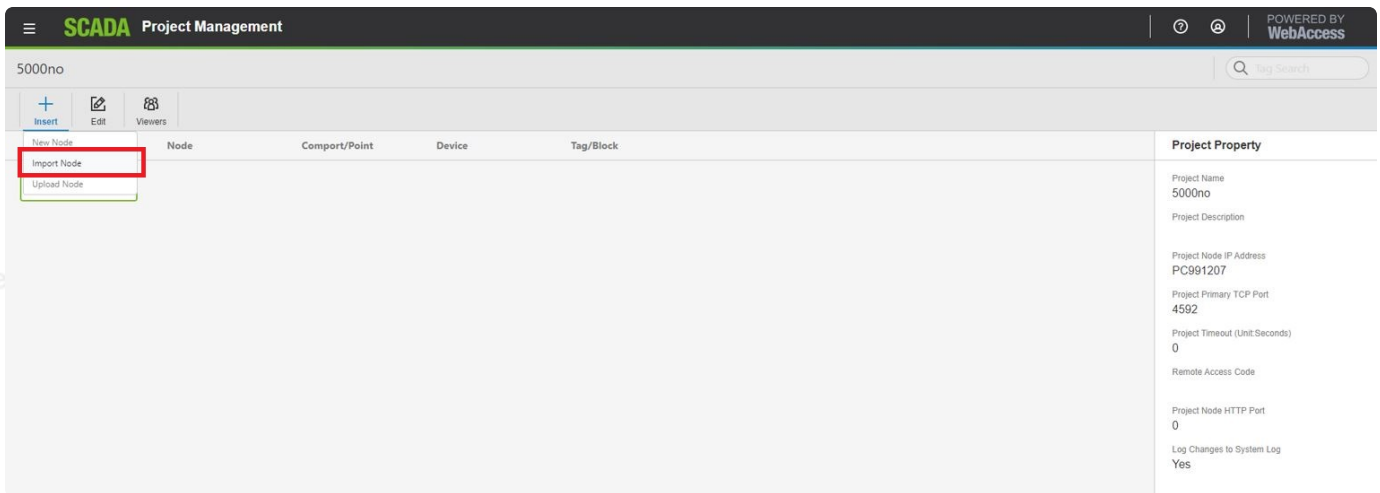 SCADA Project Management
POWERED BY
WebAccess
5000no
Tag Search
Insert Edit Viewers
New Node
Import Node
Upload Node
Node Comport/Point Device Tag/Block
Project Property
Project Name
5000no
Project Description
Project Node IP Address
PC991207
Project Primary TCP Port
4592
Project Timeout (Unit:Seconds)
0
Remote Access Code
Project Node HTTP Port
0
Log Changes to System Log
Yes